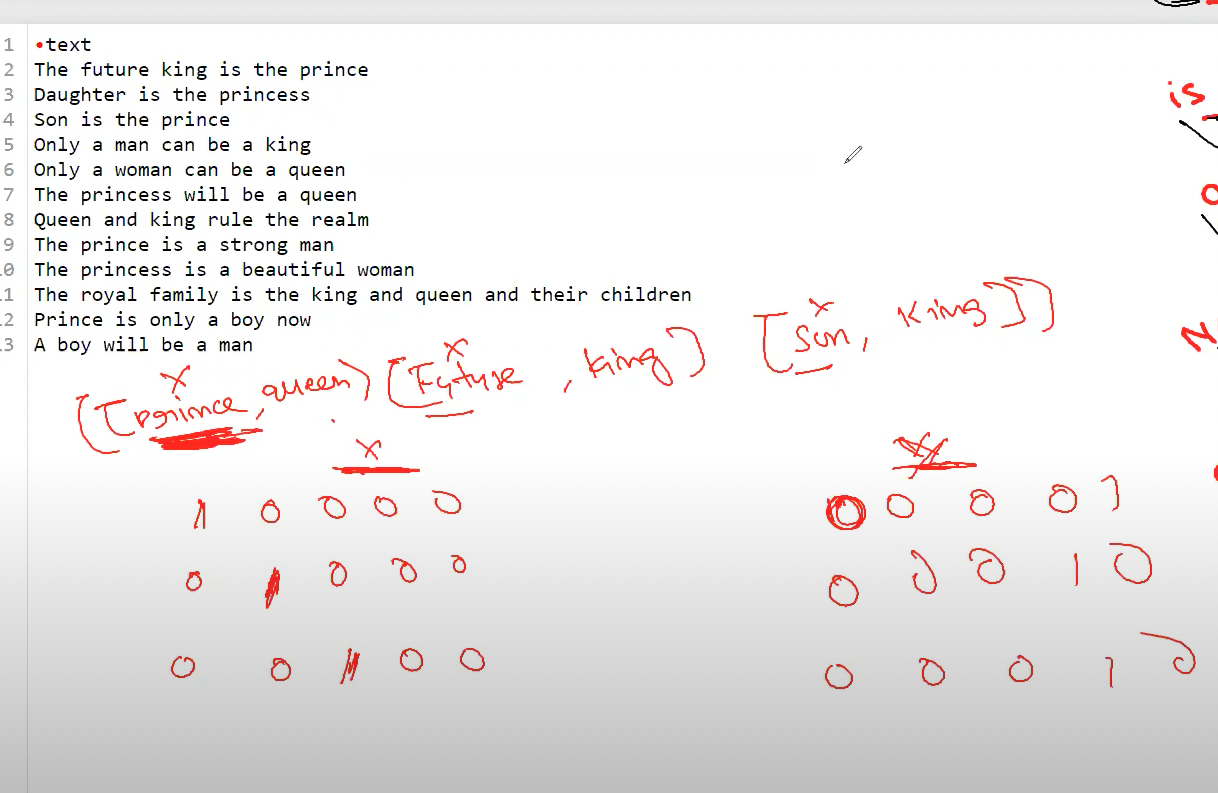 1 •text
2 The future king is the prince
3 Daughter is the princess
4 Son is the prince
5 Only a man can be a king
6 Only a woman can be a queen
7 The princess will be a queen
8 Queen and king rule the realm
9 The prince is a strong man
0 The princess is a beautiful woman
1 The royal family is the king and queen and their children
2 Prince is only a boy now
3 A boy will be a man
is
O
N
x x x
[[prince, queen] [Future, king] [son, King]]
x
1 0 0 0 0 0 0 0 0 1
0 1 0 0 0 0 0 0 1 0
0 0 1 0 0 0 0 0 1 0